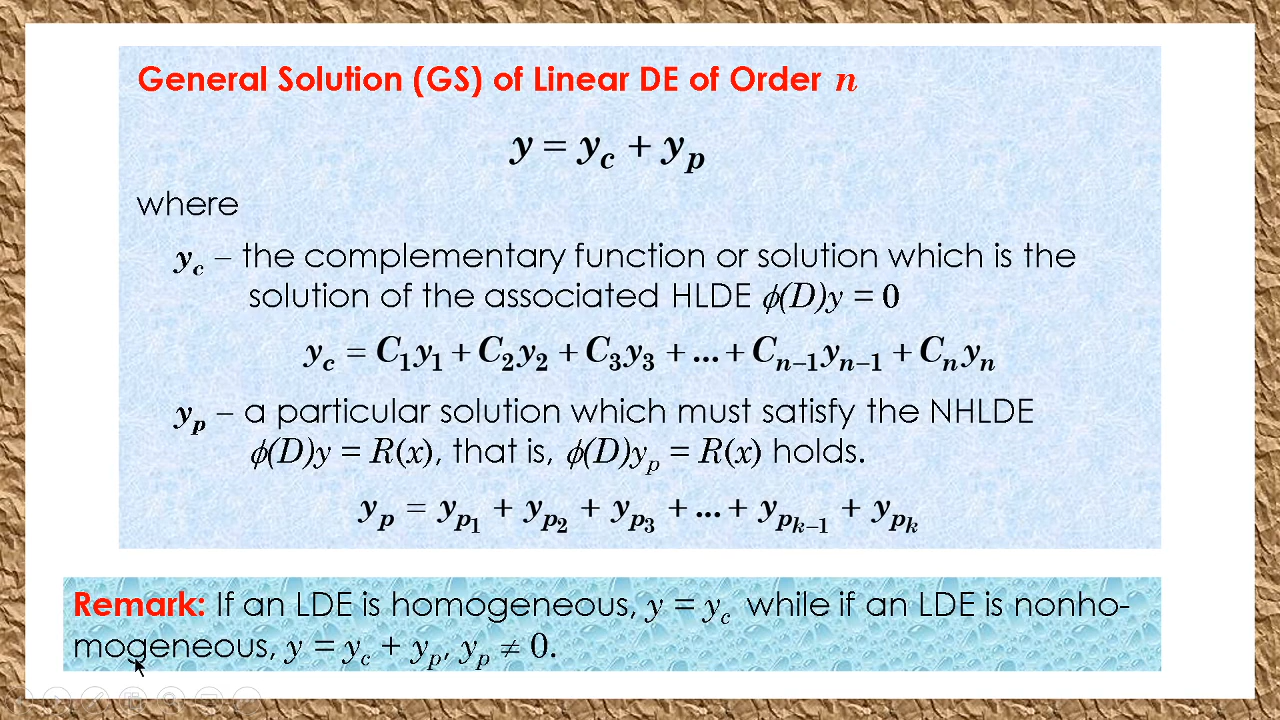 General Solution (GS) of Linear DE of Order n
y = y_c + y_p
where
y_c – the complementary function or solution which is the
solution of the associated HLDE ϕ(D)y = 0
y_c = C_1y_1 + C_2y_2 + C_3y_3 + ... + C_{n–1}y_{n–1} + C_ny_n
y_p – a particular solution which must satisfy the NHLDE
ϕ(D)y = R(x), that is, ϕ(D)y_p = R(x) holds.
y_p = y_{p_1} + y_{p_2} + y_{p_3} + ... + y_{p_{k–1}} + y_{p_k}
Remark: If an LDE is homogeneous, y = y_c while if an LDE is nonho-
mogeneous, y = y_c + y_p, y_p ≠ 0.